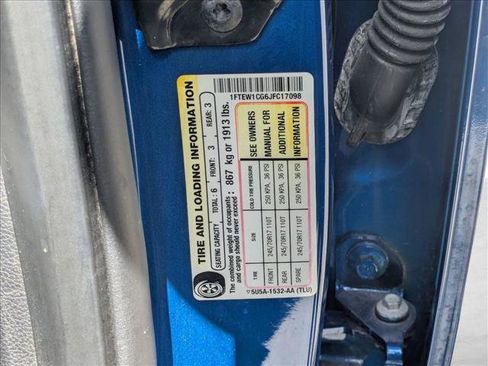 TIRE AND LOADING INFORMATION
SEATING CAPACITY TOTAL: 6 FRONT: 3 REAR: 3
The combined weight of occupants and cargo should never exceed : 867 kg or 1913 lbs.
1FTEW1CG6JFC17098
TIRE SIZE COLD TIRE PRESSURE
FRONT 245/70R17 110T 250 KPA, 36 PSI
REAR 245/70R17 110T 250 KPA, 36 PSI
SPARE 245/70R17 110T 250 KPA, 36 PSI
SEE OWNERS
MANUAL FOR
ADDITIONAL
INFORMATION
5U5A-1532-AA (TLU)